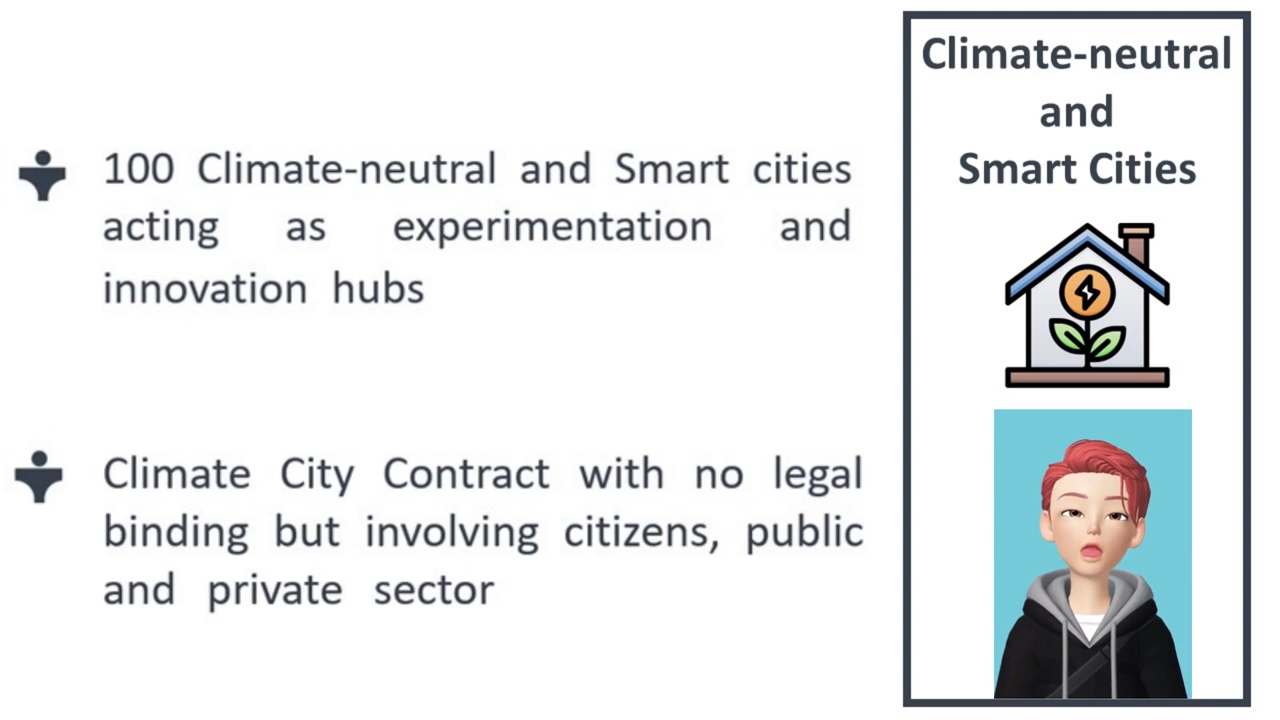 100 Climate-neutral and Smart cities
acting as experimentation and
innovation hubs
Climate City Contract with no legal
binding but involving citizens, public
and private sector
Climate-neutral
and
Smart Cities